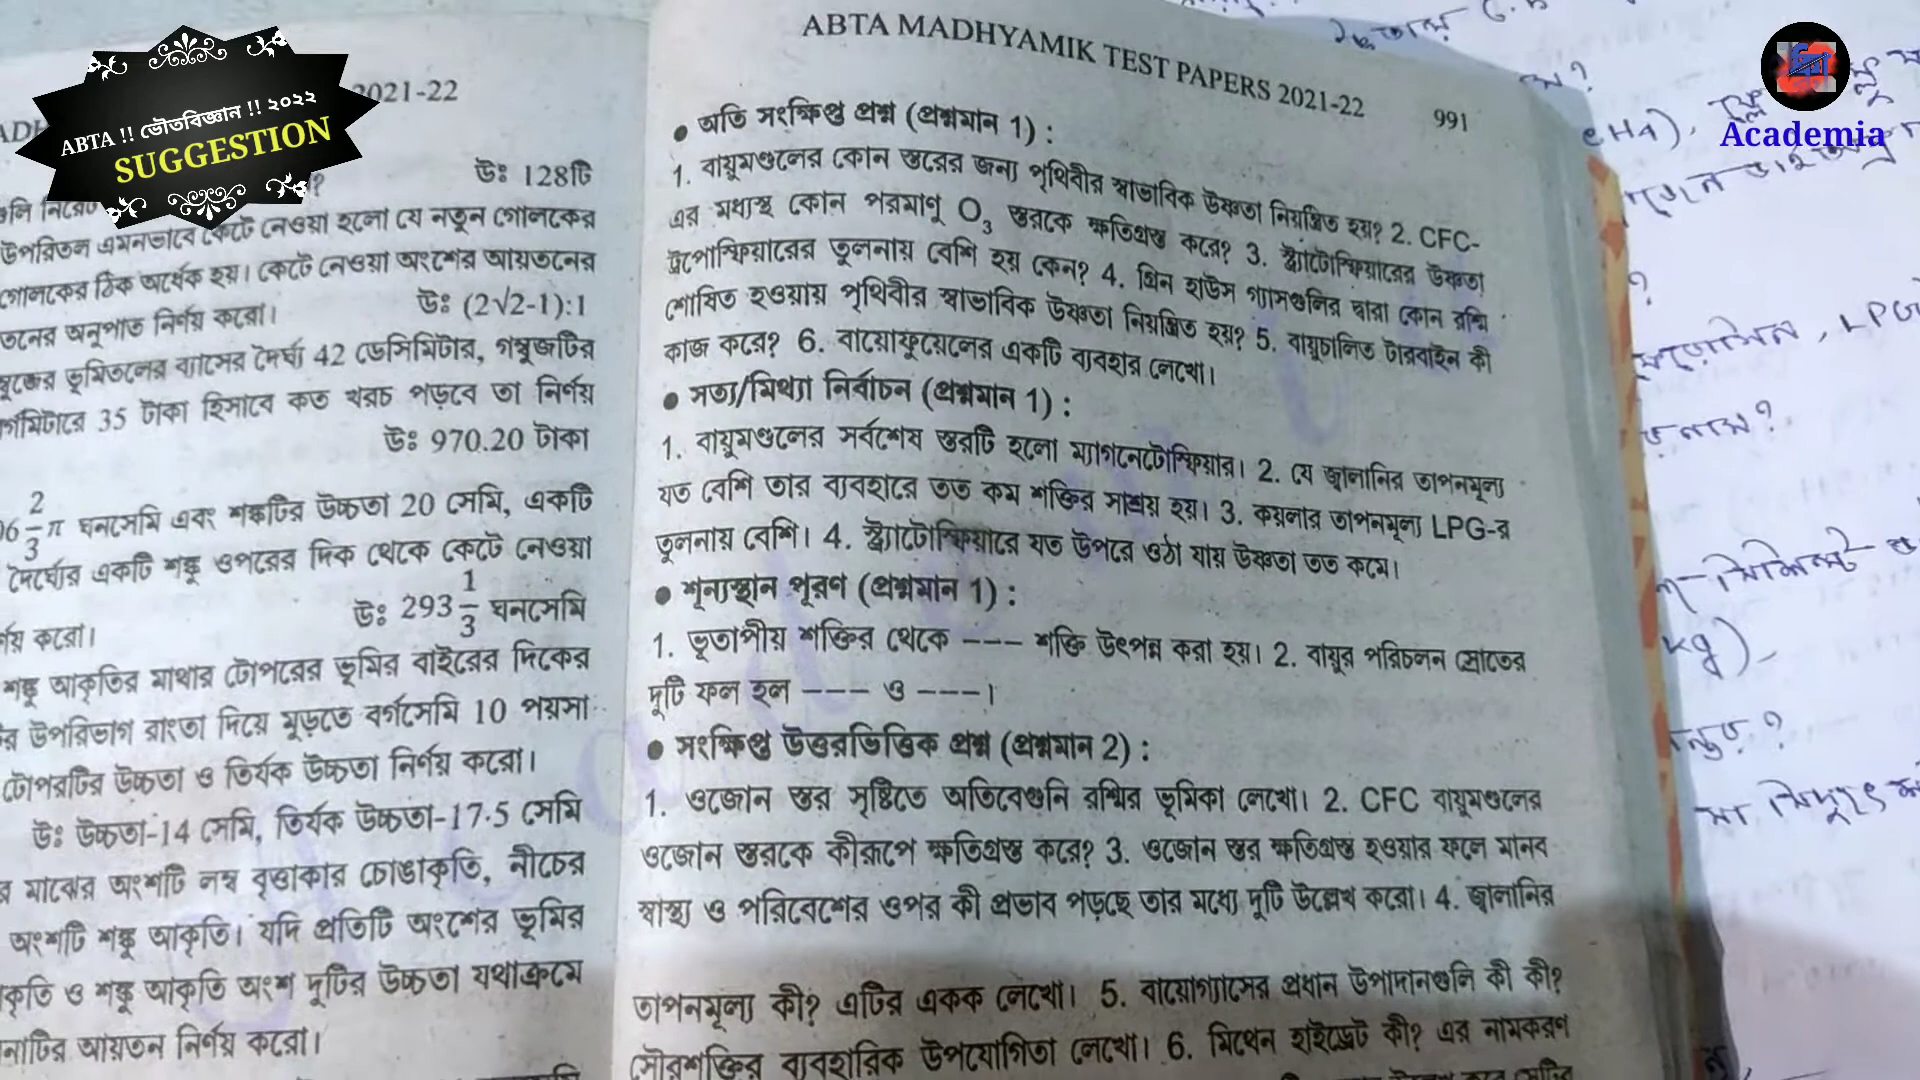 ABTA !! ভৌতবিজ্ঞান !! ২০২২
SUGGESTION
Academia
2021-22
উঃ 128টি
উপরিতল এমনভাবে কেটে নেওয়া হলো যে নতুন গোলকের
গোলকের ঠিক অর্ধেক হয়। কেটে নেওয়া অংশের আয়তনের
তনের অনুপাত নির্ণয় করো।
উঃ (2√2-1):1
ম্বুজের ভূমিতলের ব্যাসের দৈর্ঘ্য 42 ডেসিমিটার, গম্বুজটির
র্গমিটারে 35 টাকা হিসাবে কত খরচ পড়বে তা নির্ণয়
উঃ 970.20 টাকা
06 2/3 π ঘনসেমি এবং শঙ্কুটির উচ্চতা 20 সেমি, একটি
দৈর্ঘ্যের একটি শঙ্কু ওপরের দিক থেকে কেটে নেওয়া
র্ণয় করো।
উঃ 293 1/3 ঘনসেমি
শঙ্কু আকৃতির মাথার টোপরের ভূমির বাইরের দিকের
র উপরিভাগ রাংতা দিয়ে মুড়তে বর্গসেমি 10 পয়সা
টোপরটির উচ্চতা ও তির্যক উচ্চতা নির্ণয় করো।
উঃ উচ্চতা-14 সেমি, তির্যক উচ্চতা-17·5 সেমি
র মাঝের অংশটি লম্ব বৃত্তাকার চোঙাকৃতি, নীচের
অংশটি শঙ্কু আকৃতি। যদি প্রতিটি অংশের ভূমির
কৃতি ও শঙ্কু আকৃতি অংশ দুটির উচ্চতা যথাক্রমে
নাটির আয়তন নির্ণয় করো।
ABTA MADHYAMIK TEST PAPERS 2021-22 991
● অতি সংক্ষিপ্ত প্রশ্ন (প্রশ্নমান 1) :
1. বায়ুমণ্ডলের কোন স্তরের জন্য পৃথিবীর স্বাভাবিক উষ্ণতা নিয়ন্ত্রিত হয়? 2. CFC-
এর মধ্যস্থ কোন পরমাণু O3 স্তরকে ক্ষতিগ্রস্ত করে? 3. স্ট্র্যাটোস্ফিয়ারের উষ্ণতা
ট্রপোস্ফিয়ারের তুলনায় বেশি হয় কেন? 4. গ্রিন হাউস গ্যাসগুলির দ্বারা কোন রশ্মি
শোষিত হওয়ায় পৃথিবীর স্বাভাবিক উষ্ণতা নিয়ন্ত্রিত হয়? 5. বায়ুচালিত টারবাইন কী
কাজ করে? 6. বায়োফুয়েলের একটি ব্যবহার লেখো।
● সত্য/মিথ্যা নির্বাচন (প্রশ্নমান 1) :
1. বায়ুমণ্ডলের সর্বশেষ স্তরটি হলো ম্যাগনেটোস্ফিয়ার। 2. যে জ্বালানির তাপনমূল্য
যত বেশি তার ব্যবহারে তত কম শক্তির সাশ্রয় হয়। 3. কয়লার তাপনমূল্য LPG-র
তুলনায় বেশি। 4. স্ট্র্যাটোস্ফিয়ারে যত উপরে ওঠা যায় উষ্ণতা তত কমে।
● শূন্যস্থান পূরণ (প্রশ্নমান 1) :
1. ভূতাপীয় শক্তির থেকে ––– শক্তি উৎপন্ন করা হয়। 2. বায়ুর পরিচলন স্রোতের
দুটি ফল হল –––– ও ––––।
● সংক্ষিপ্ত উত্তরভিত্তিক প্রশ্ন (প্রশ্নমান 2) :
1. ওজোন স্তর সৃষ্টিতে অতিবেগুনি রশ্মির ভূমিকা লেখো। 2. CFC বায়ুমণ্ডলের
ওজোন স্তরকে কীরূপে ক্ষতিগ্রস্ত করে? 3. ওজোন স্তর ক্ষতিগ্রস্ত হওয়ার ফলে মানব
স্বাস্থ্য ও পরিবেশের ওপর কী প্রভাব পড়ছে তার মধ্যে দুটি উল্লেখ করো। 4. জ্বালানির
তাপনমূল্য কী? এটির একক লেখো। 5. বায়োগ্যাসের প্রধান উপাদানগুলি কী কী?
সৌরশক্তির ব্যবহারিক উপযোগিতা লেখো। 6. মিথেন হাইড্রেট কী? এর নামকরণ